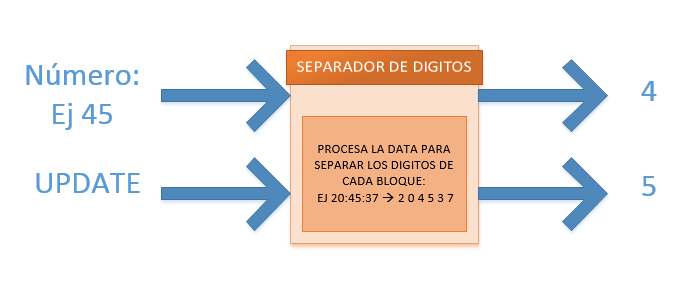 Número:
Ej 45
UPDATE
SEPARADOR DE DIGITOS
PROCESA LA DATA PARA
SEPARAR LOS DIGITOS DE
CADA BLOQUE:
EJ 20:45:37 → 2 0 4 5 3 7
4
5